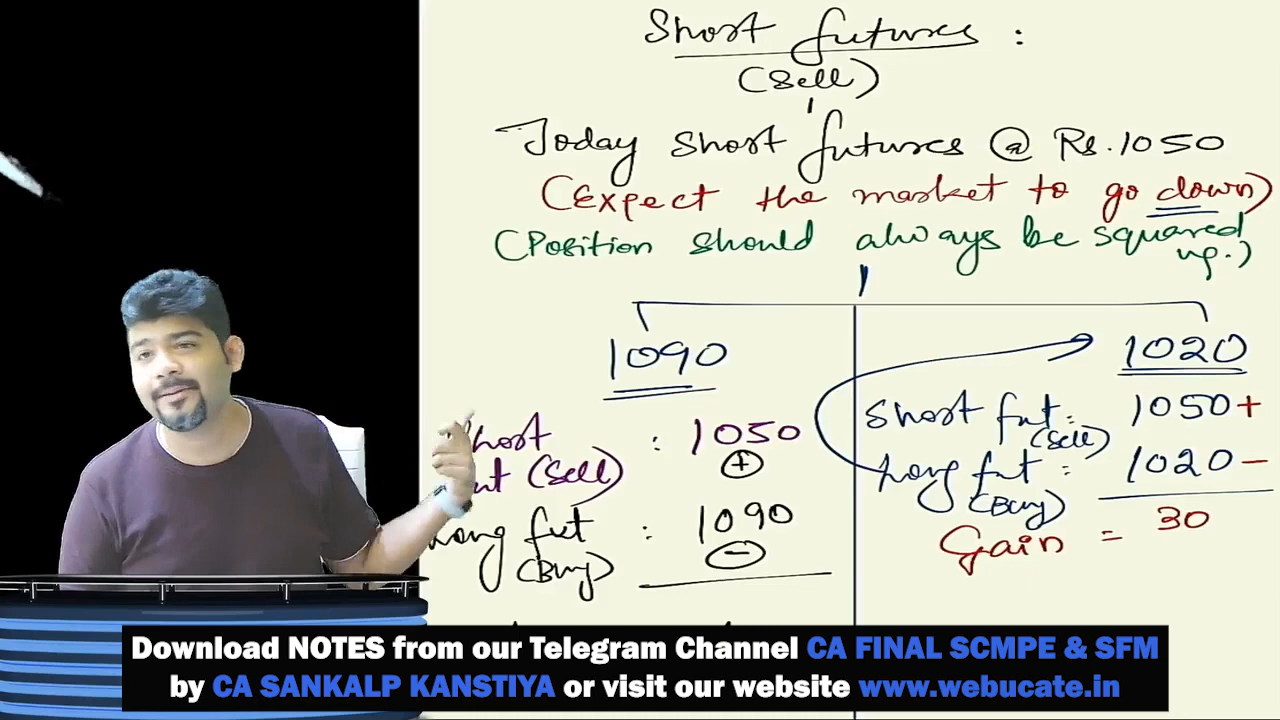 Short futures :
(Sell)
Today short futures @ Rs.1050
(Expect the market to go down)
(Position should always be squared
up.)
1090
Short : 1050
fut (Sell) +
Long fut : 1090
(Buy) −
1020
Short fut : 1050 +
(Sell)
Long fut : 1020 −
(Buy)
Gain = 30
Download NOTES from our Telegram Channel CA FINAL SCMPE & SFM
by CA SANKALP KANSTIYA or visit our website www.webucate.in